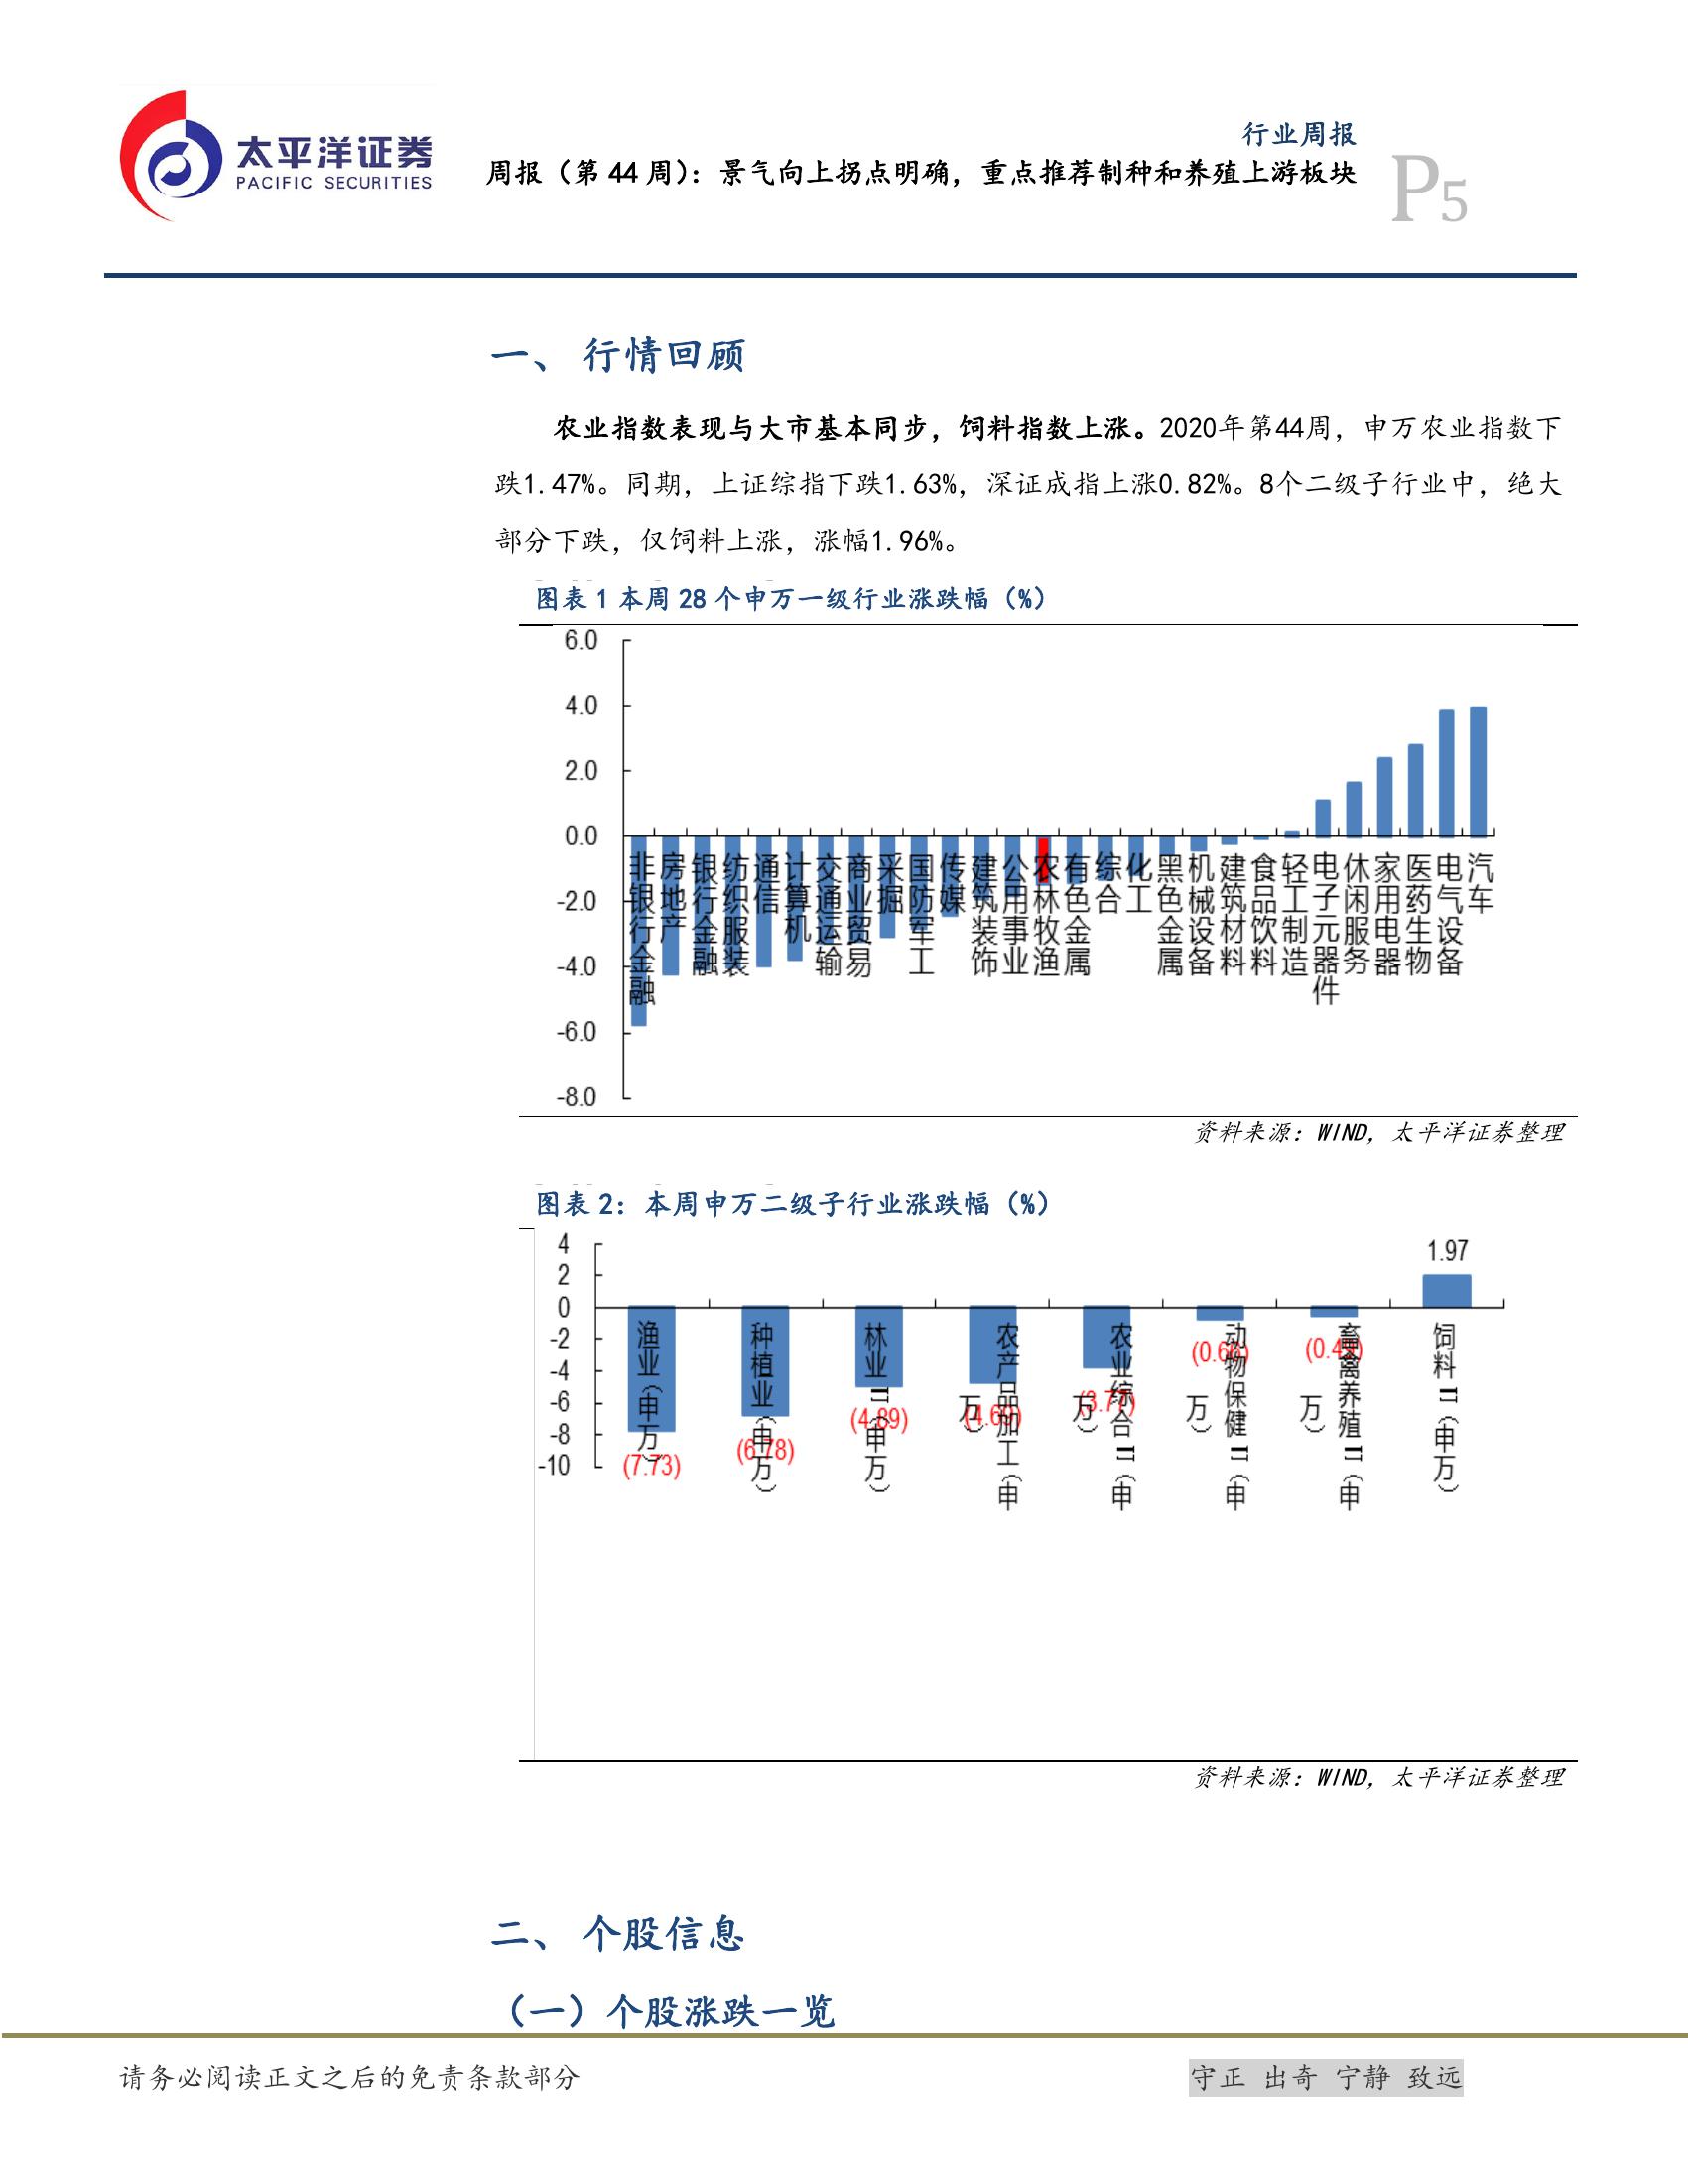 太平洋证券
PACIFIC SECURITIES
行业周报
周报（第 44 周）：景气向上拐点明确，重点推荐制种和养殖上游板块
P5
一、 行情回顾
农业指数表现与大市基本同步，饲料指数上涨。2020年第44周，申万农业指数下
跌1.47%。同期，上证综指下跌1.63%，深证成指上涨0.82%。8个二级子行业中，绝大
部分下跌，仅饲料上涨，涨幅1.96%。
图表 1 本周 28 个申万一级行业涨跌幅（%）
6.0
4.0
2.0
0.0
-2.0
-4.0
-6.0
-8.0
非银行金融
房地产
银行金融
纺织服装
通信
计算机
交通运输
商业贸易
采掘
国防军工
传媒
建筑装饰
公用事业
农林牧渔
有色金属
综合
化工
黑色金属
机械设备
建筑材料
食品饮料
轻工制造
电子元器件
休闲服务
家用电器
医药生物
电气设备
汽车
资料来源：WIND，太平洋证券整理
图表 2：本周申万二级子行业涨跌幅（%）
4
2
0
-2
-4
-6
-8
-10
渔业（申万）
(7.73)
种植业（申万）
(6.78)
林业II（申万）
(4.89)
农产品加工（申万）
(4.69)
农业综合II（申万）
(3.77)
动物保健II（申万）
畜禽养殖II（申万）
饲料II（申万）
1.97
资料来源：WIND，太平洋证券整理
二、 个股信息
（一）个股涨跌一览
请务必阅读正文之后的免责条款部分
守正 出奇 宁静 致远